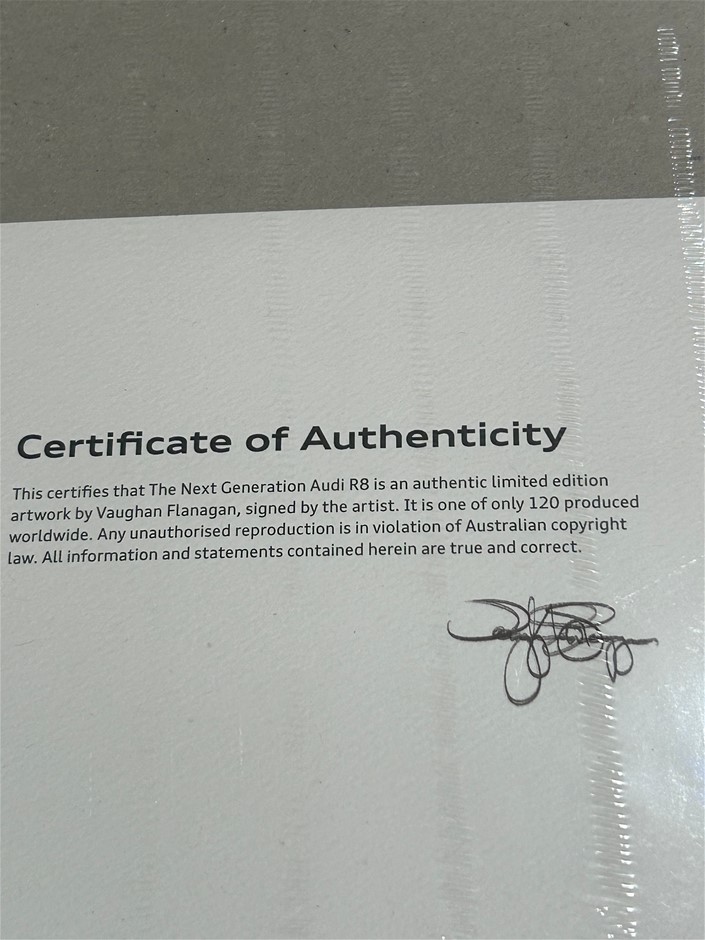 Certificate of Authenticity
This certifies that The Next Generation Audi R8 is an authentic limited edition
artwork by Vaughan Flanagan, signed by the artist. It is one of only 120 produced
worldwide. Any unauthorised reproduction is in violation of Australian copyright
law. All information and statements contained herein are true and correct.